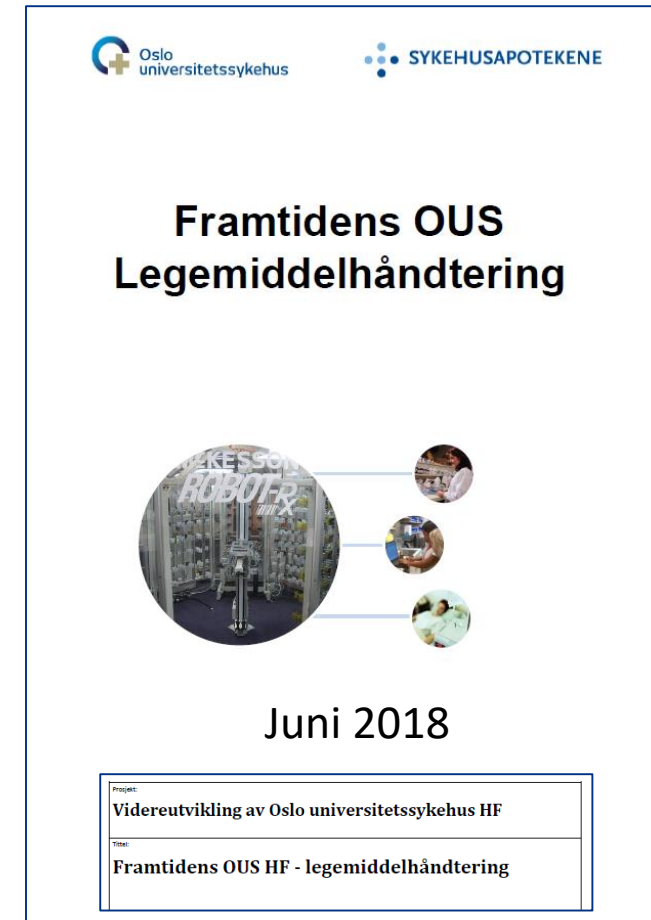 Oslo
universitetssykehus
SYKEHUSAPOTEKENE
Framtidens OUS
Legemiddelhåndtering
McKESSON
ROBOT-Rx
Juni 2018
Prosjekt:
Videreutvikling av Oslo universitetssykehus HF
Tittel:
Framtidens OUS HF - legemiddelhåndtering